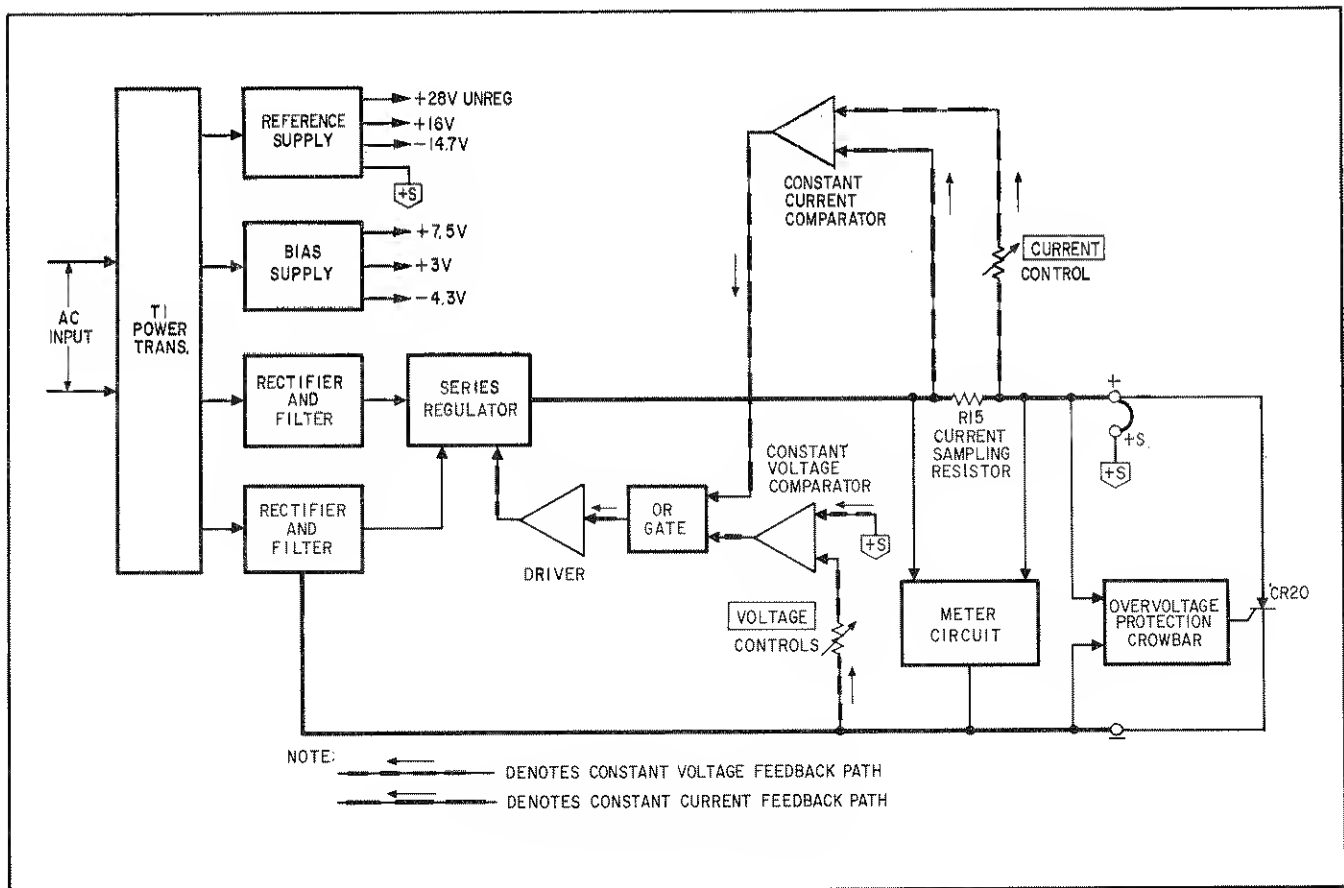 AC
INPUT
T1
POWER
TRANS.
REFERENCE
SUPPLY
+28V UNREG
+16V
-14.7V
+S
BIAS
SUPPLY
+7.5V
+3V
-4.3V
RECTIFIER
AND
FILTER
SERIES
REGULATOR
RECTIFIER
AND
FILTER
DRIVER
OR
GATE
CONSTANT
VOLTAGE
COMPARATOR
+S
VOLTAGE
CONTROLS
CONSTANT
CURRENT
COMPARATOR
CURRENT
CONTROL
R15
CURRENT
SAMPLING
RESISTOR
+
+S
+S
METER
CIRCUIT
OVERVOLTAGE
PROTECTION
CROWBAR
CR20
-
NOTE:
DENOTES CONSTANT VOLTAGE FEEDBACK PATH
DENOTES CONSTANT CURRENT FEEDBACK PATH